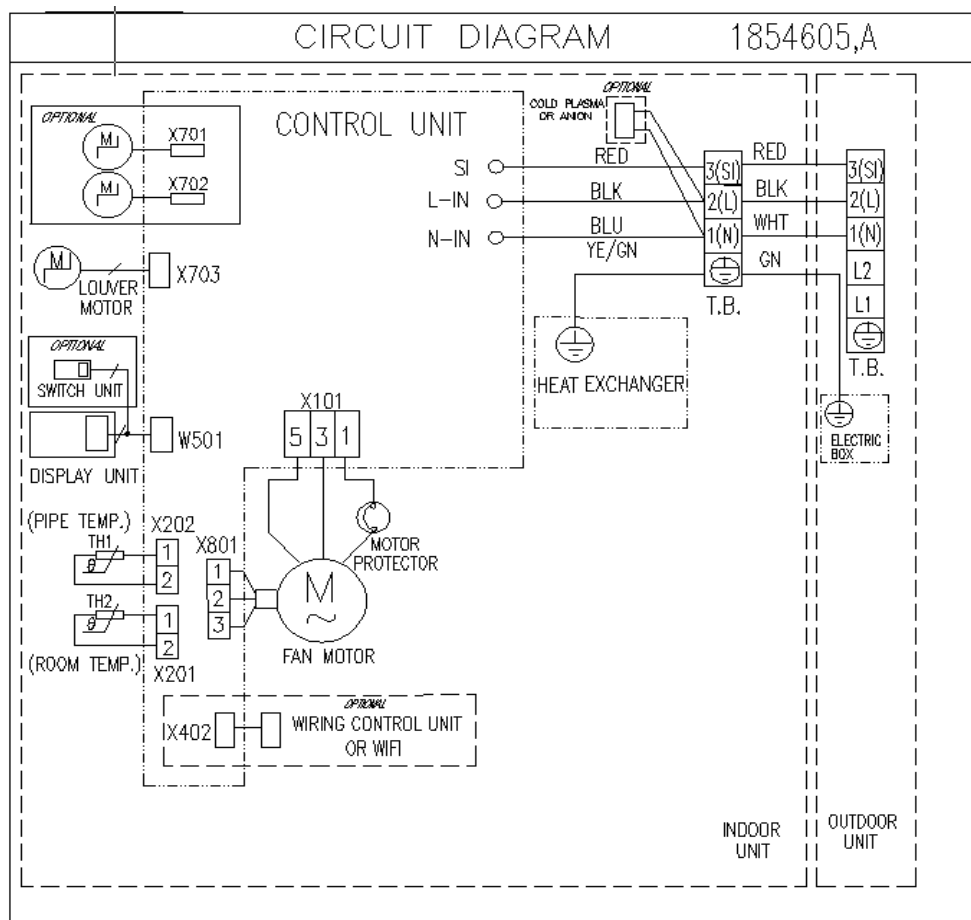 CIRCUIT DIAGRAM 1854605,A
OPTIONAL
M X701
M X702
CONTROL UNIT
OPTIONAL
COLD PLASMA
OR ANION
SI RED 3(SI) RED 3(SI)
L-IN BLK 2(L) BLK 2(L)
N-IN BLU 1(N) WHT 1(N)
YE/GN GN L2
L1
T.B.
T.B.
M X703
LOUVER
MOTOR
OPTIONAL
SWITCH UNIT
W501
DISPLAY UNIT
HEAT EXCHANGER
ELECTRIC
BOX
X101
5 3 1
MOTOR
PROTECTOR
(PIPE TEMP.)
TH1
θ
X202
1
2
TH2
θ
1
2
(ROOM TEMP.)
X201
X801
1
2
3
M
~
FAN MOTOR
OPTIONAL
X402 WIRING CONTROL UNIT
OR WIFI
INDOOR
UNIT
OUTDOOR
UNIT